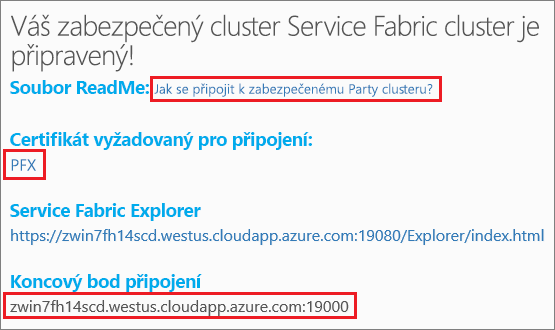 Váš zabezpečený cluster Service Fabric cluster je
připravený!
Soubor ReadMe: Jak se připojit k zabezpečenému Party clusteru?
Certifikát vyžadovaný pro připojení:
PFX
Service Fabric Explorer
https://zwin7fh14scd.westus.cloudapp.azure.com:19080/Explorer/index.html
Koncový bod připojení
zwin7fh14scd.westus.cloudapp.azure.com:19000